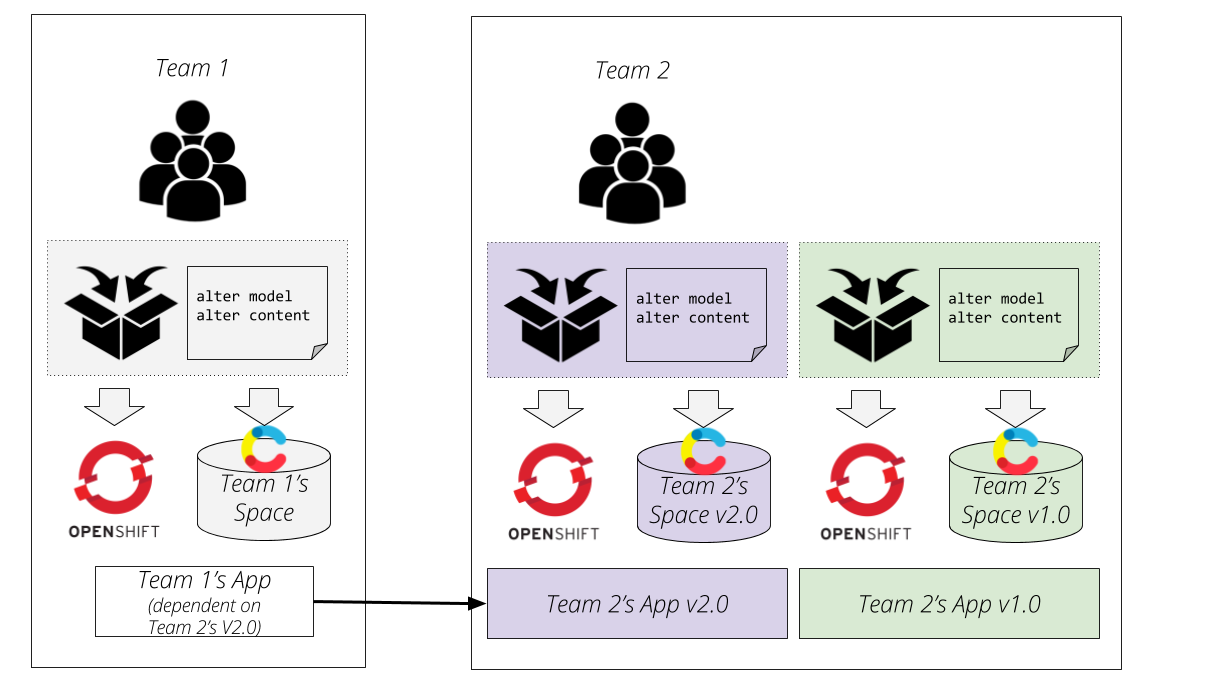 Team 1
alter model
alter content
OPENSHIFT
Team 1's
Space
Team 1's App
(dependent on
Team 2's V2.0)
Team 2
alter model
alter content
alter model
alter content
OPENSHIFT
Team 2's
Space v2.0
OPENSHIFT
Team 2's
Space v1.0
Team 2's App v2.0
Team 2's App v1.0